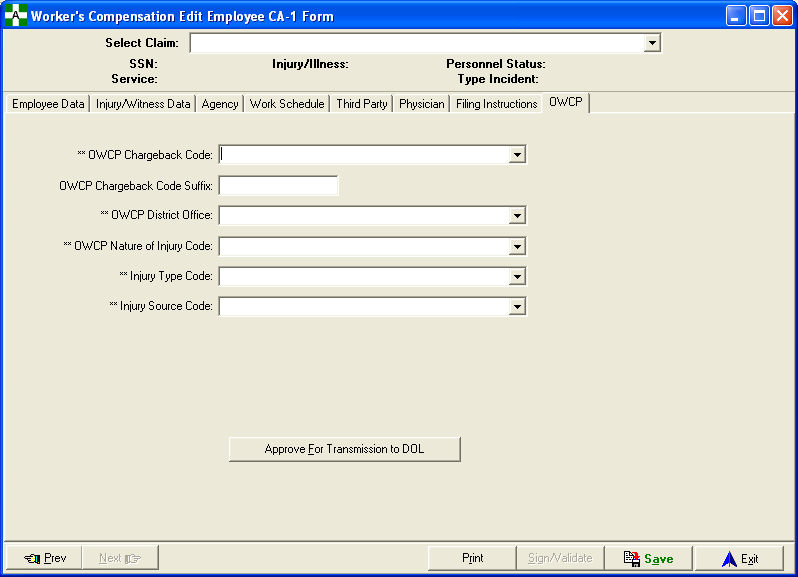 A Worker's Compensation Edit Employee CA-1 Form
Select Claim:
SSN: Injury/Illness: Personnel Status:
Service: Type Incident:
Employee Data Injury/Witness Data Agency Work Schedule Third Party Physician Filing Instructions OWCP
** OWCP Chargeback Code:
OWCP Chargeback Code Suffix:
** OWCP District Office:
** OWCP Nature of Injury Code:
** Injury Type Code:
** Injury Source Code:
Approve For Transmission to DOL
Prev Next Print Sign/Validate Save Exit